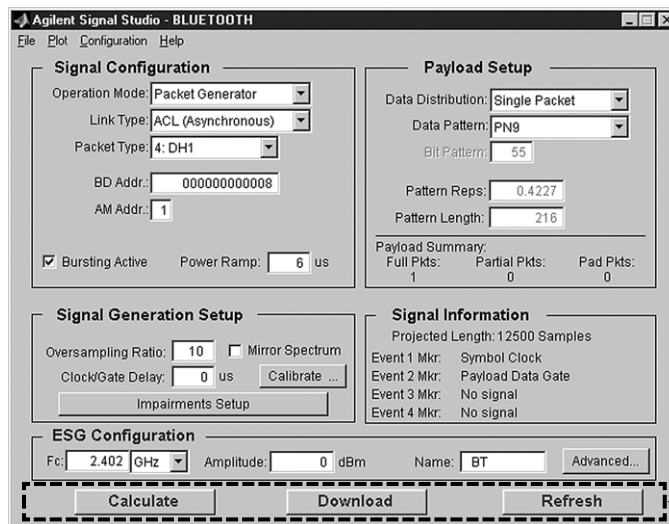 Agilent Signal Studio - BLUETOOTH
File Plot Configuration Help
Signal Configuration
Operation Mode: Packet Generator
Link Type: ACL (Asynchronous)
Packet Type: 4: DH1
BD Addr.: 000000000008
AM Addr.: 1
Bursting Active Power Ramp: 6 us
Payload Setup
Data Distribution: Single Packet
Data Pattern: PN9
Bit Pattern: 55
Pattern Reps: 0.4227
Pattern Length: 216
Payload Summary:
Full Pkts: Partial Pkts: Pad Pkts:
1 0 0
Signal Generation Setup
Oversampling Ratio: 10 Mirror Spectrum
Clock/Gate Delay: 0 us Calibrate ...
Impairments Setup
Signal Information
Projected Length: 12500 Samples
Event 1 Mkr: Symbol Clock
Event 2 Mkr: Payload Data Gate
Event 3 Mkr: No signal
Event 4 Mkr: No signal
ESG Configuration
Fc: 2.402 GHz Amplitude: 0 dBm Name: BT Advanced...
Calculate Download Refresh